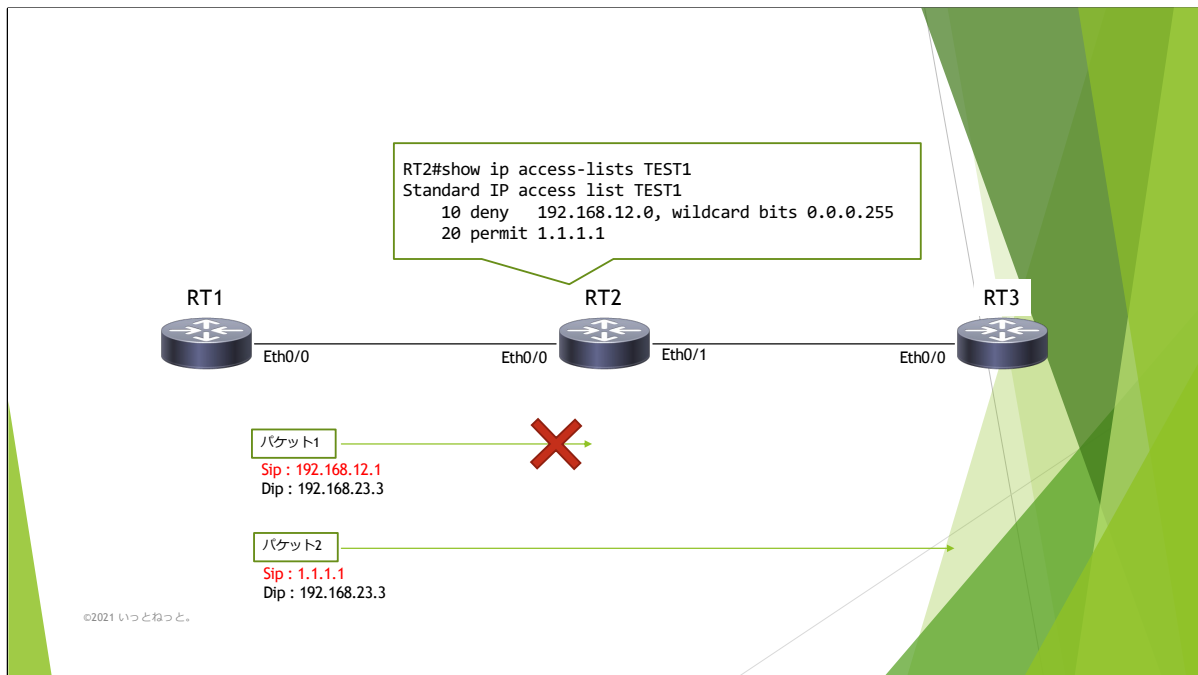 RT2#show ip access-lists TEST1
Standard IP access list TEST1
    10 deny   192.168.12.0, wildcard bits 0.0.0.255
    20 permit 1.1.1.1
RT1
RT2
RT3
Eth0/0
Eth0/0
Eth0/1
Eth0/0
パケット1
Sip : 192.168.12.1
Dip : 192.168.23.3
パケット2
Sip : 1.1.1.1
Dip : 192.168.23.3
©2021 いっとねっと。